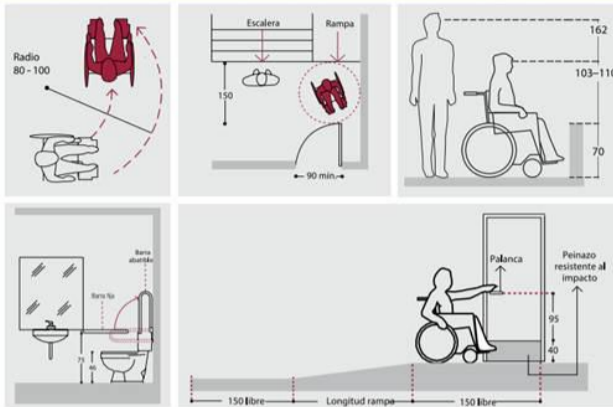 Radio
80 – 100
Escalera
Rampa
150
90 min.
162
103–110
70
Barra
abatible
Barra fija
75
46
Palanca
Peinazo
resistente al
impacto
95
40
150 libre
Longitud rampa
150 libre